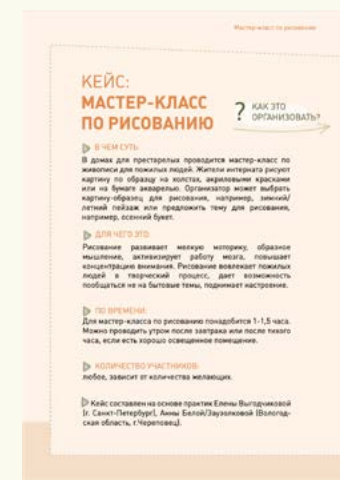 Мастер-класс по рисованию
КЕЙС:
МАСТЕР-КЛАСС
ПО РИСОВАНИЮ
? КАК ЭТО
ОРГАНИЗОВАТЬ?
В ЧЕМ СУТЬ:
В домах для престарелых проводится мастер-класс по
живописи для пожилых людей. Жители интерната рисуют
картину по образцу на холстах, акриловыми красками
или на бумаге акварелью. Организатор может выбрать
картину-образец для рисования, например, зимний/
летний пейзаж или предложить тему для рисования,
например, осенний букет.
ДЛЯ ЧЕГО ЭТО:
Рисование развивает мелкую моторику, образное
мышление, активизирует работу мозга, повышает
концентрацию внимания. Рисование вовлекает пожилых
людей в творческий процесс, дает возможность
пообщаться не на бытовые темы, поднимает настроение.
ПО ВРЕМЕНИ:
Для мастер-класса по рисованию понадобится 1-1,5 часа.
Можно проводить утром после завтрака или после тихого
часа, если есть хорошо освещенное помещение.
КОЛИЧЕСТВО УЧАСТНИКОВ:
любое, зависит от количества желающих.
Кейс составлен на основе практик Елены Выгодчиковой
(г. Санкт-Петербург), Анны Белой/Заузолковой (Вологод-
ская область, г.Череповец).